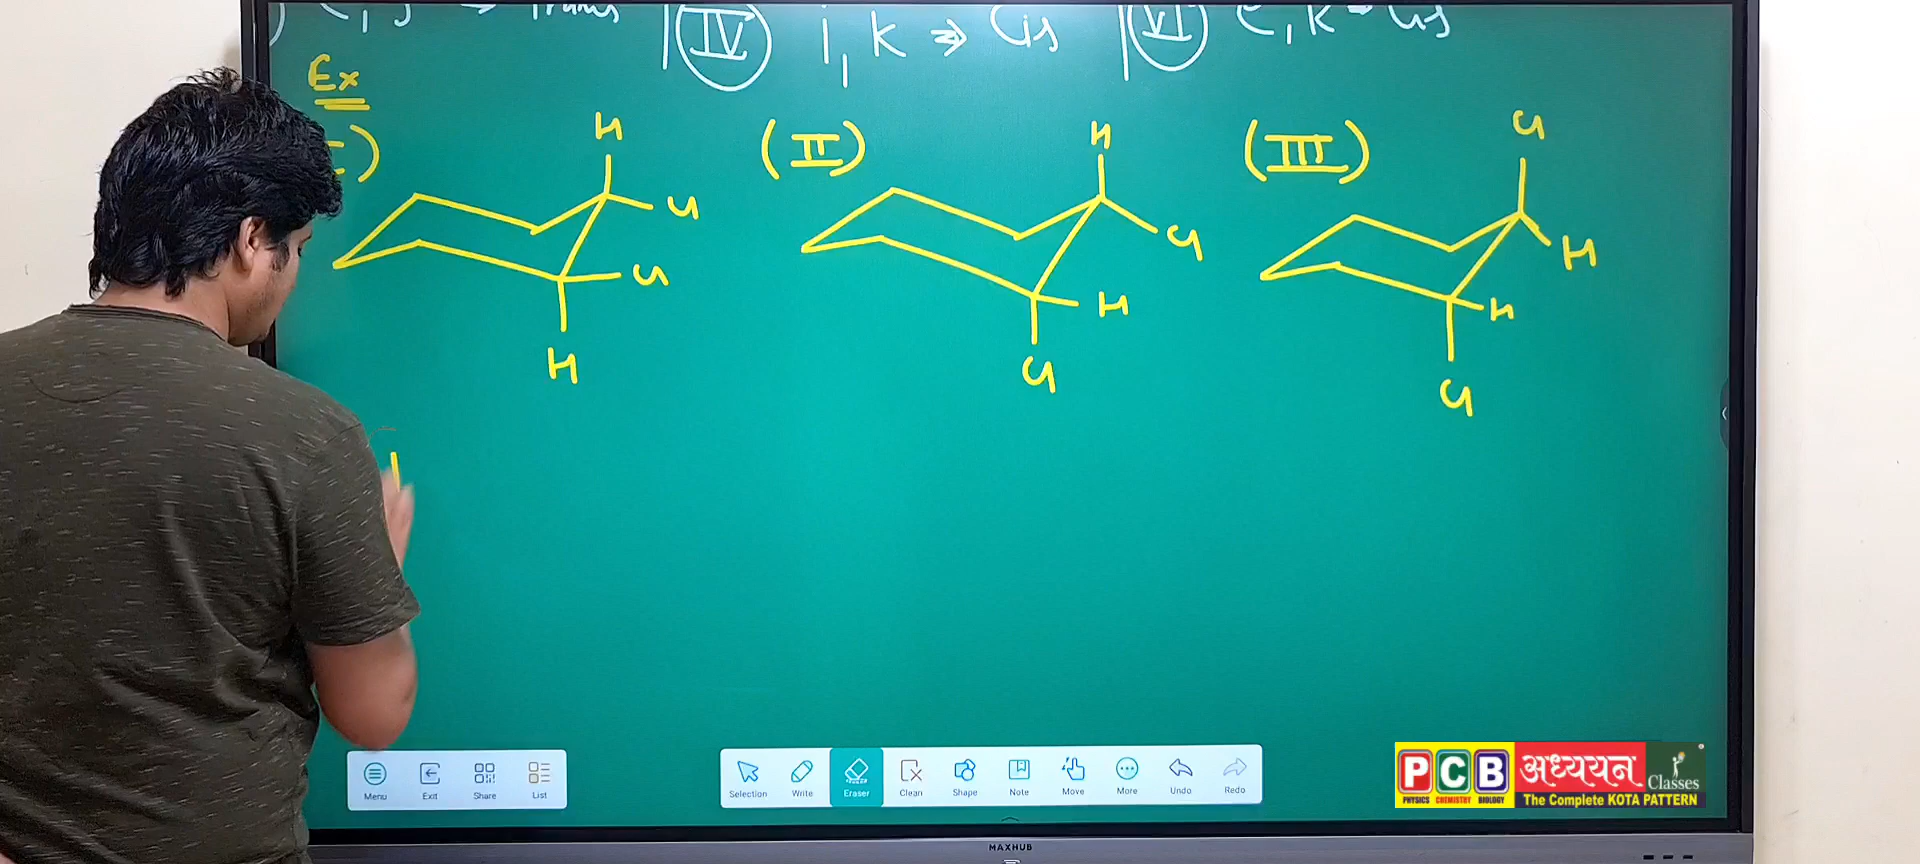 IV i, k ⇒ Cis
VI e, k → Cis
Ex
(II)
(III)
H
Cl
Cl
H
H
Cl
H
Cl
Cl
H
H
Cl
Menu Exit Share List
Selection Write Eraser Clean Shape Note Move More Undo Redo
PCB अध्ययन Classes
PHYSICS CHEMISTRY BIOLOGY The Complete KOTA PATTERN
MAXHUB